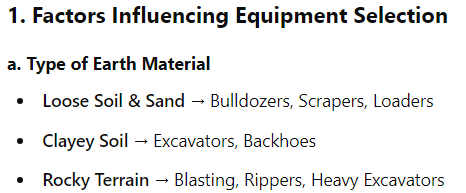 1. Factors Influencing Equipment Selection
a. Type of Earth Material
• Loose Soil & Sand → Bulldozers, Scrapers, Loaders
• Clayey Soil → Excavators, Backhoes
• Rocky Terrain → Blasting, Rippers, Heavy Excavators